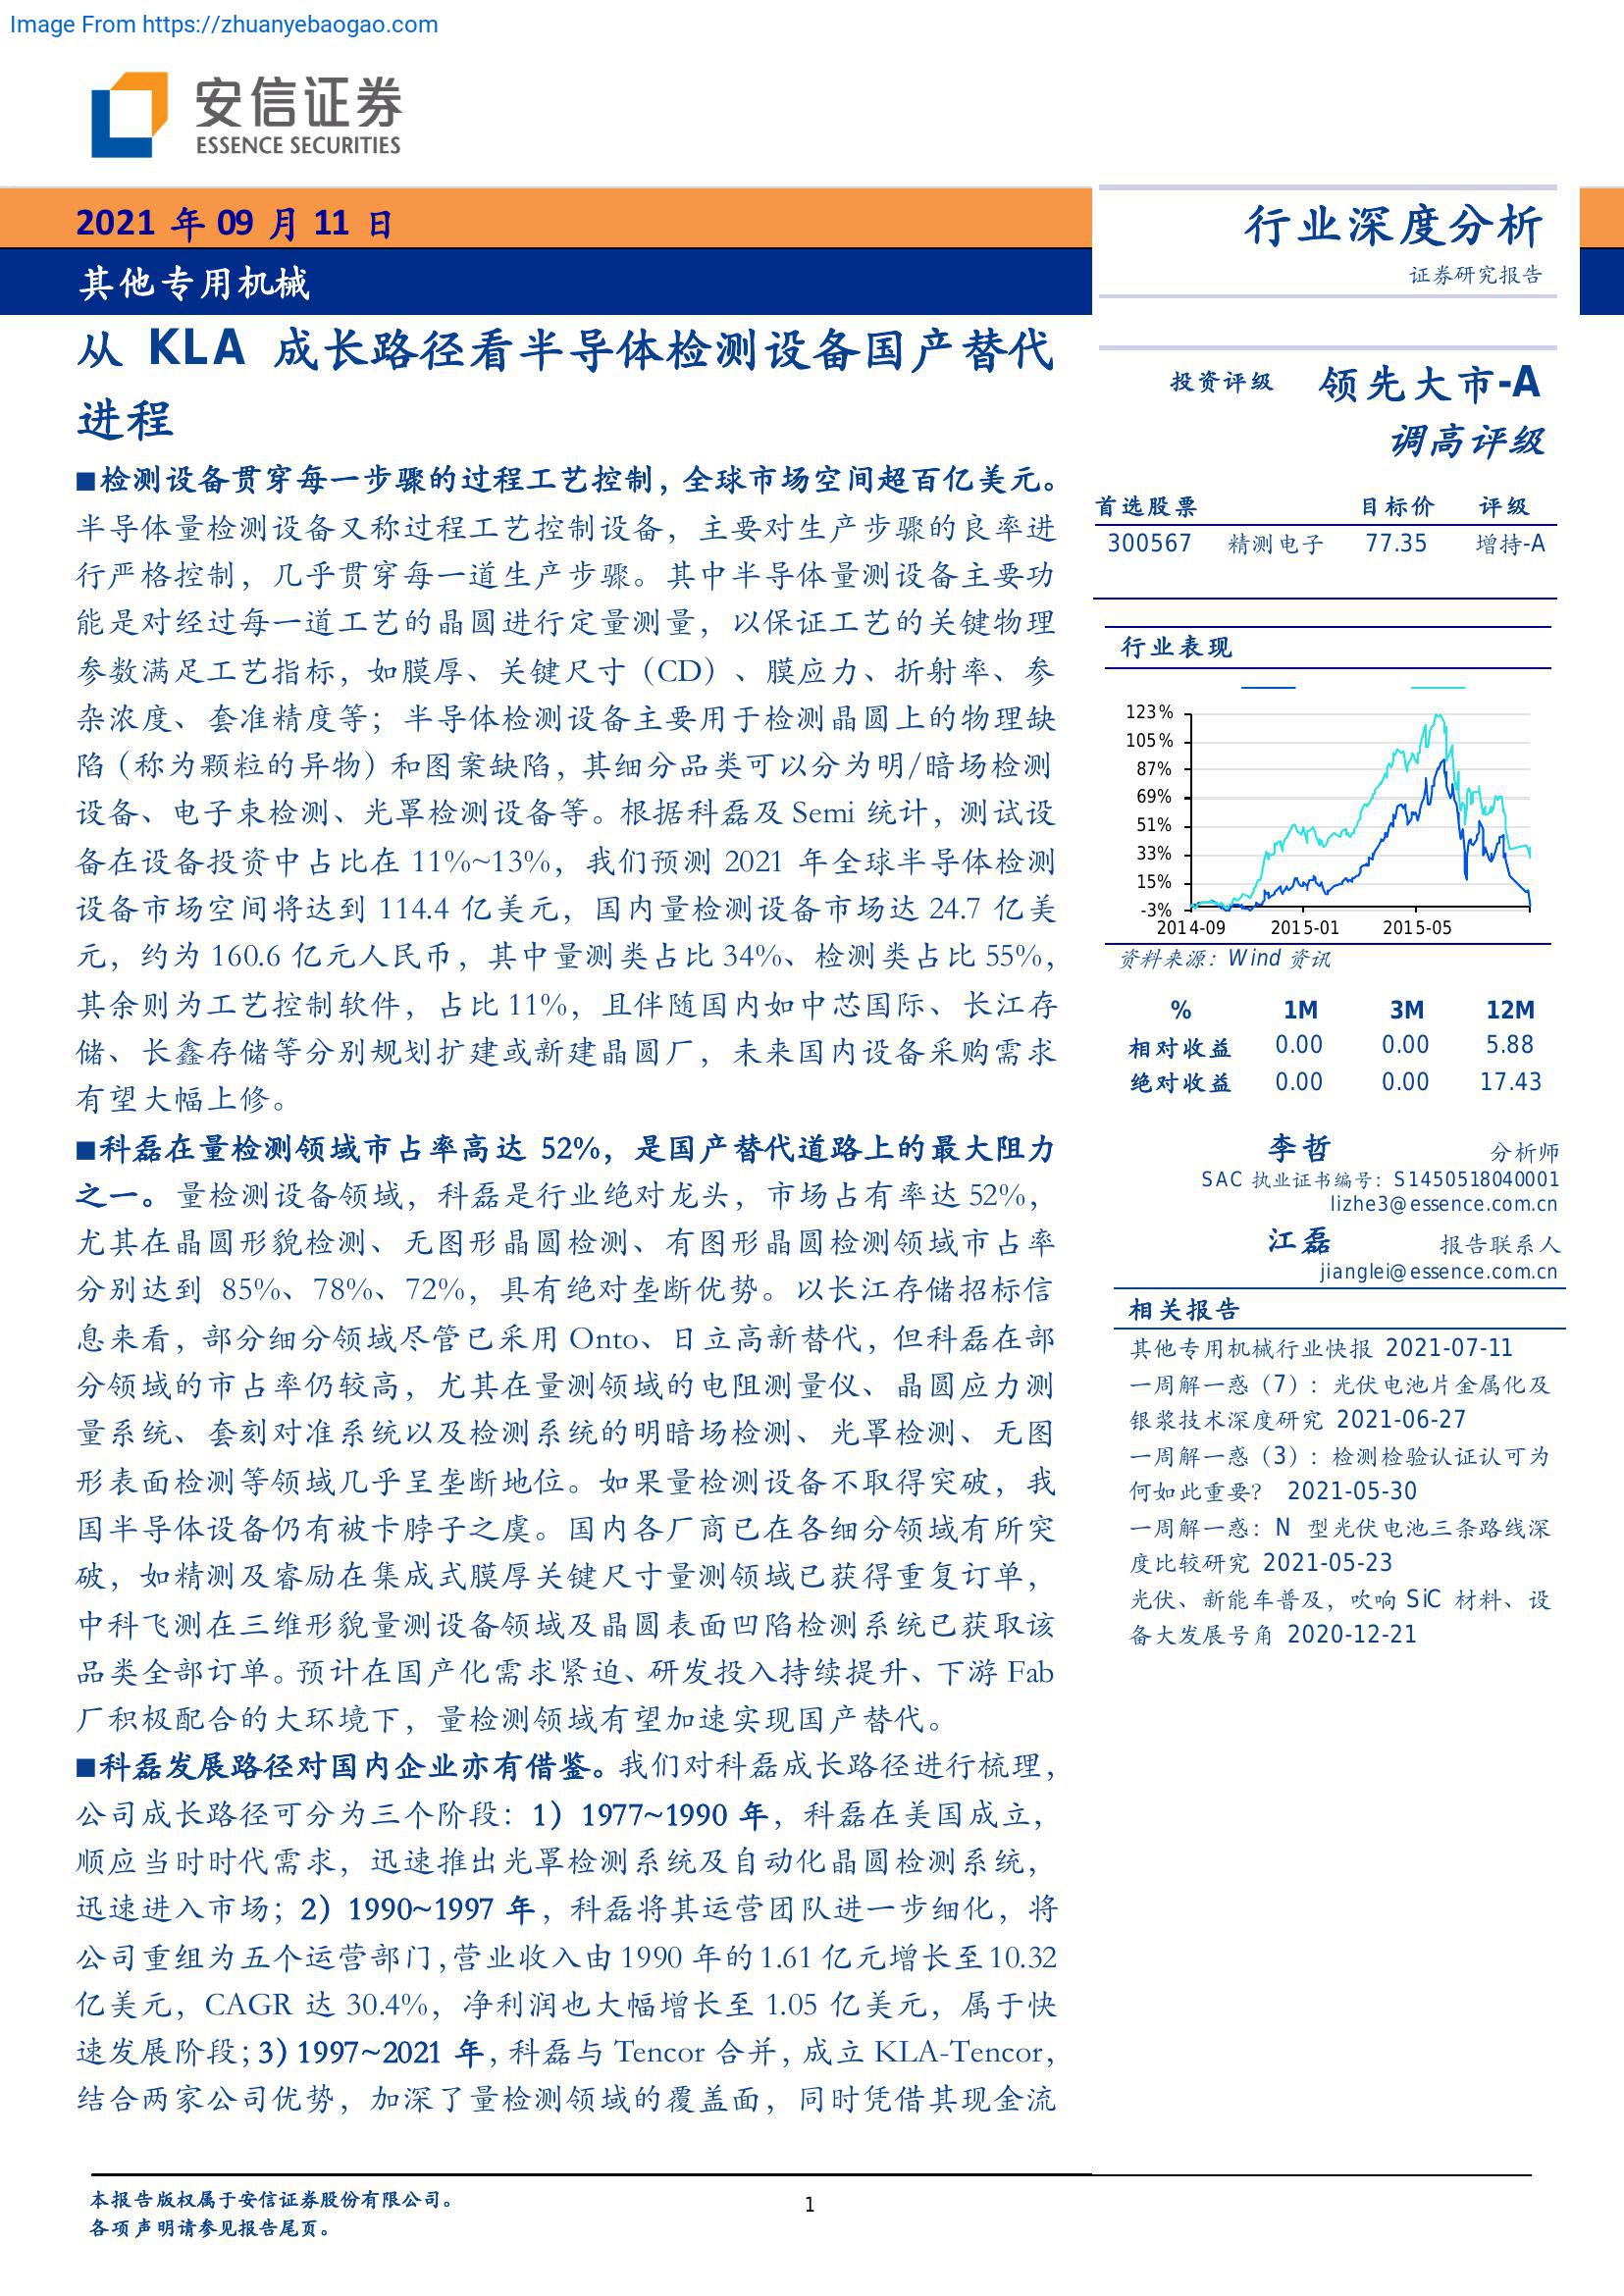 Image From https://zhuanyebaogao.com
安信证券
ESSENCE SECURITIES
2021 年 09 月 11 日
其他专用机械
从 KLA 成长路径看半导体检测设备国产替代
进程
■检测设备贯穿每一步骤的过程工艺控制，全球市场空间超百亿美元。
半导体量检测设备又称过程工艺控制设备，主要对生产步骤的良率进
行严格控制，几乎贯穿每一道生产步骤。其中半导体量测设备主要功
能是对经过每一道工艺的晶圆进行定量测量，以保证工艺的关键物理
参数满足工艺指标，如膜厚、关键尺寸（CD）、膜应力、折射率、参
杂浓度、套准精度等；半导体检测设备主要用于检测晶圆上的物理缺
陷（称为颗粒的异物）和图案缺陷，其细分品类可以分为明/暗场检测
设备、电子束检测、光罩检测设备等。根据科磊及 Semi 统计，测试设
备在设备投资中占比在 11%~13%，我们预测 2021 年全球半导体检测
设备市场空间将达到 114.4 亿美元，国内量检测设备市场达 24.7 亿美
元，约为 160.6 亿元人民币，其中量测类占比 34%、检测类占比 55%，
其余则为工艺控制软件，占比 11%，且伴随国内如中芯国际、长江存
储、长鑫存储等分别规划扩建或新建晶圆厂，未来国内设备采购需求
有望大幅上修。
■科磊在量检测领域市占率高达 52%，是国产替代道路上的最大阻力
之一。量检测设备领域，科磊是行业绝对龙头，市场占有率达 52%，
尤其在晶圆形貌检测、无图形晶圆检测、有图形晶圆检测领域市占率
分别达到 85%、78%、72%，具有绝对垄断优势。以长江存储招标信
息来看，部分细分领域尽管已采用 Onto、日立高新替代，但科磊在部
分领域的市占率仍较高，尤其在量测领域的电阻测量仪、晶圆应力测
量系统、套刻对准系统以及检测系统的明暗场检测、光罩检测、无图
形表面检测等领域几乎呈垄断地位。如果量检测设备不取得突破，我
国半导体设备仍有被卡脖子之虞。国内各厂商已在各细分领域有所突
破，如精测及睿励在集成式膜厚关键尺寸量测领域已获得重复订单，
中科飞测在三维形貌量测设备领域及晶圆表面凹陷检测系统已获取该
品类全部订单。预计在国产化需求紧迫、研发投入持续提升、下游 Fab
厂积极配合的大环境下，量检测领域有望加速实现国产替代。
■科磊发展路径对国内企业亦有借鉴。我们对科磊成长路径进行梳理，
公司成长路径可分为三个阶段：1）1977~1990 年，科磊在美国成立，
顺应当时时代需求，迅速推出光罩检测系统及自动化晶圆检测系统，
迅速进入市场；2）1990~1997 年，科磊将其运营团队进一步细化，将
公司重组为五个运营部门，营业收入由 1990 年的 1.61 亿元增长至 10.32
亿美元，CAGR 达 30.4%，净利润也大幅增长至 1.05 亿美元，属于快
速发展阶段；3）1997~2021 年，科磊与 Tencor 合并，成立 KLA-Tencor，
结合两家公司优势，加深了量检测领域的覆盖面，同时凭借其现金流
行业深度分析
证券研究报告
投资评级 领先大市-A
调高评级
首选股票 目标价 评级
300567 精测电子 77.35 增持-A
行业表现
123%
105%
87%
69%
51%
33%
15%
-3%
2014-09 2015-01 2015-05
资料来源：Wind 资讯
% 1M 3M 12M
相对收益 0.00 0.00 5.88
绝对收益 0.00 0.00 17.43
李哲 分析师
SAC 执业证书编号：S1450518040001
lizhe3@essence.com.cn
江磊 报告联系人
jianglei@essence.com.cn
相关报告
其他专用机械行业快报 2021-07-11
一周解一惑（7）：光伏电池片金属化及
银浆技术深度研究 2021-06-27
一周解一惑（3）：检测检验认证认可为
何如此重要？ 2021-05-30
一周解一惑：N 型光伏电池三条路线深
度比较研究 2021-05-23
光伏、新能车普及，吹响 SiC 材料、设
备大发展号角 2020-12-21
本报告版权属于安信证券股份有限公司。
各项声明请参见报告尾页。
1